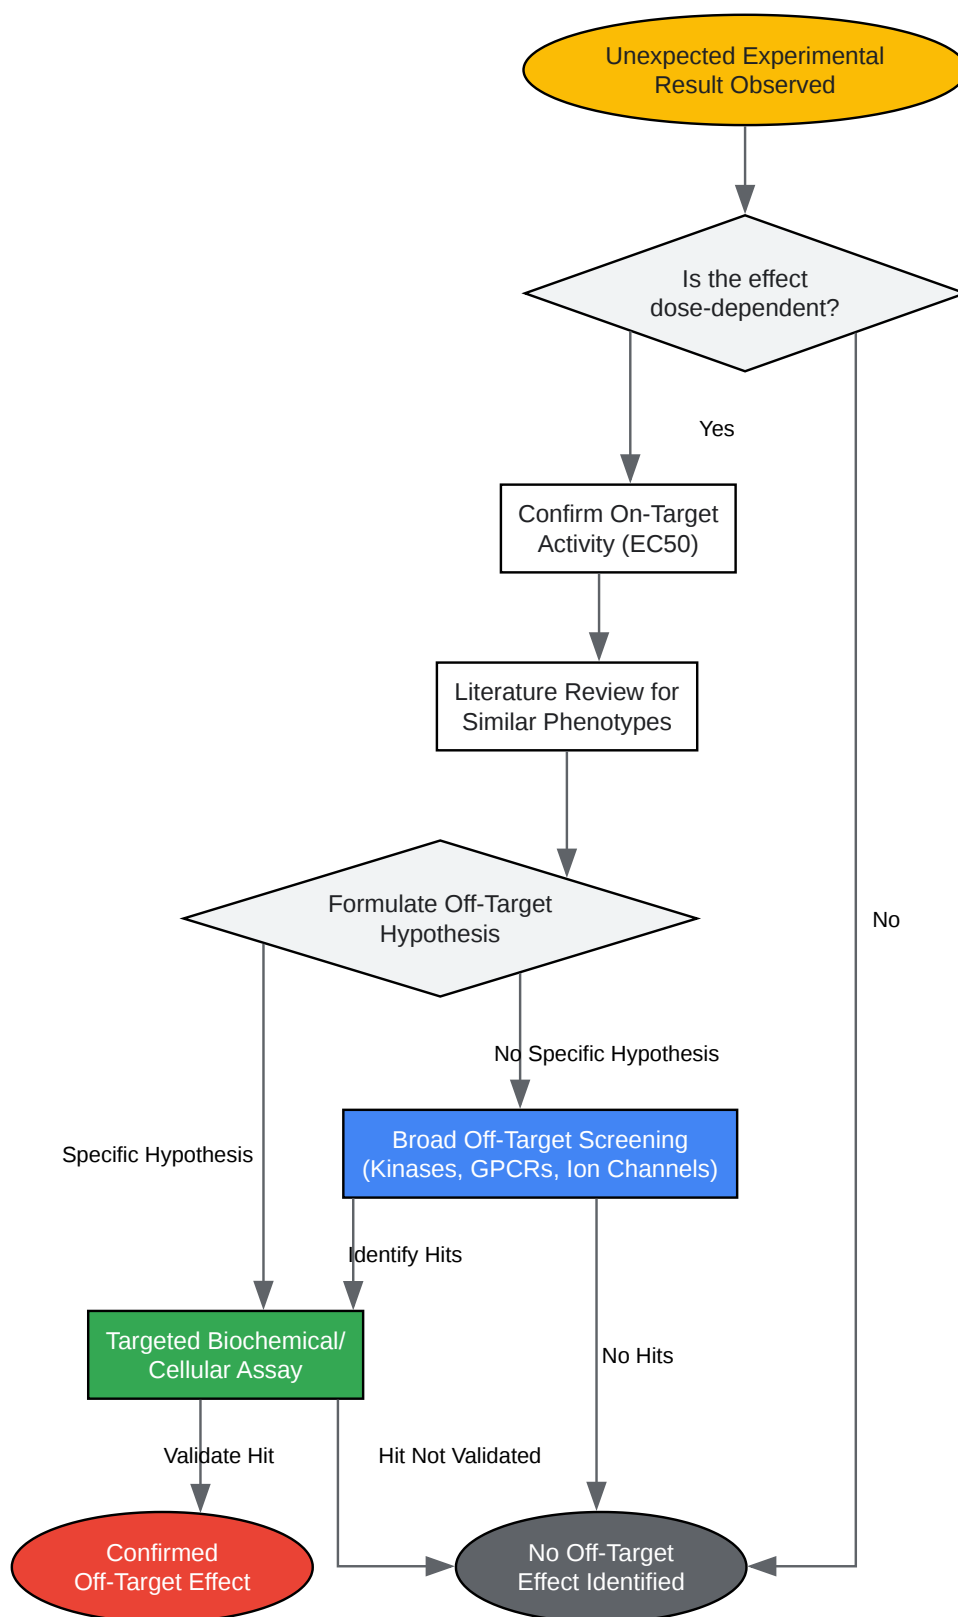 Unexpected Experimental
Result Observed
Is the effect
dose-dependent?
Yes
Confirm On-Target
Activity (EC50)
Literature Review for
Similar Phenotypes
Formulate Off-Target
Hypothesis
No
No Specific Hypothesis
Broad Off-Target Screening
(Kinases, GPCRs, Ion Channels)
Specific Hypothesis
Identify Hits
Targeted Biochemical/
Cellular Assay
No Hits
Validate Hit
Hit Not Validated
Confirmed
Off-Target Effect
No Off-Target
Effect Identified